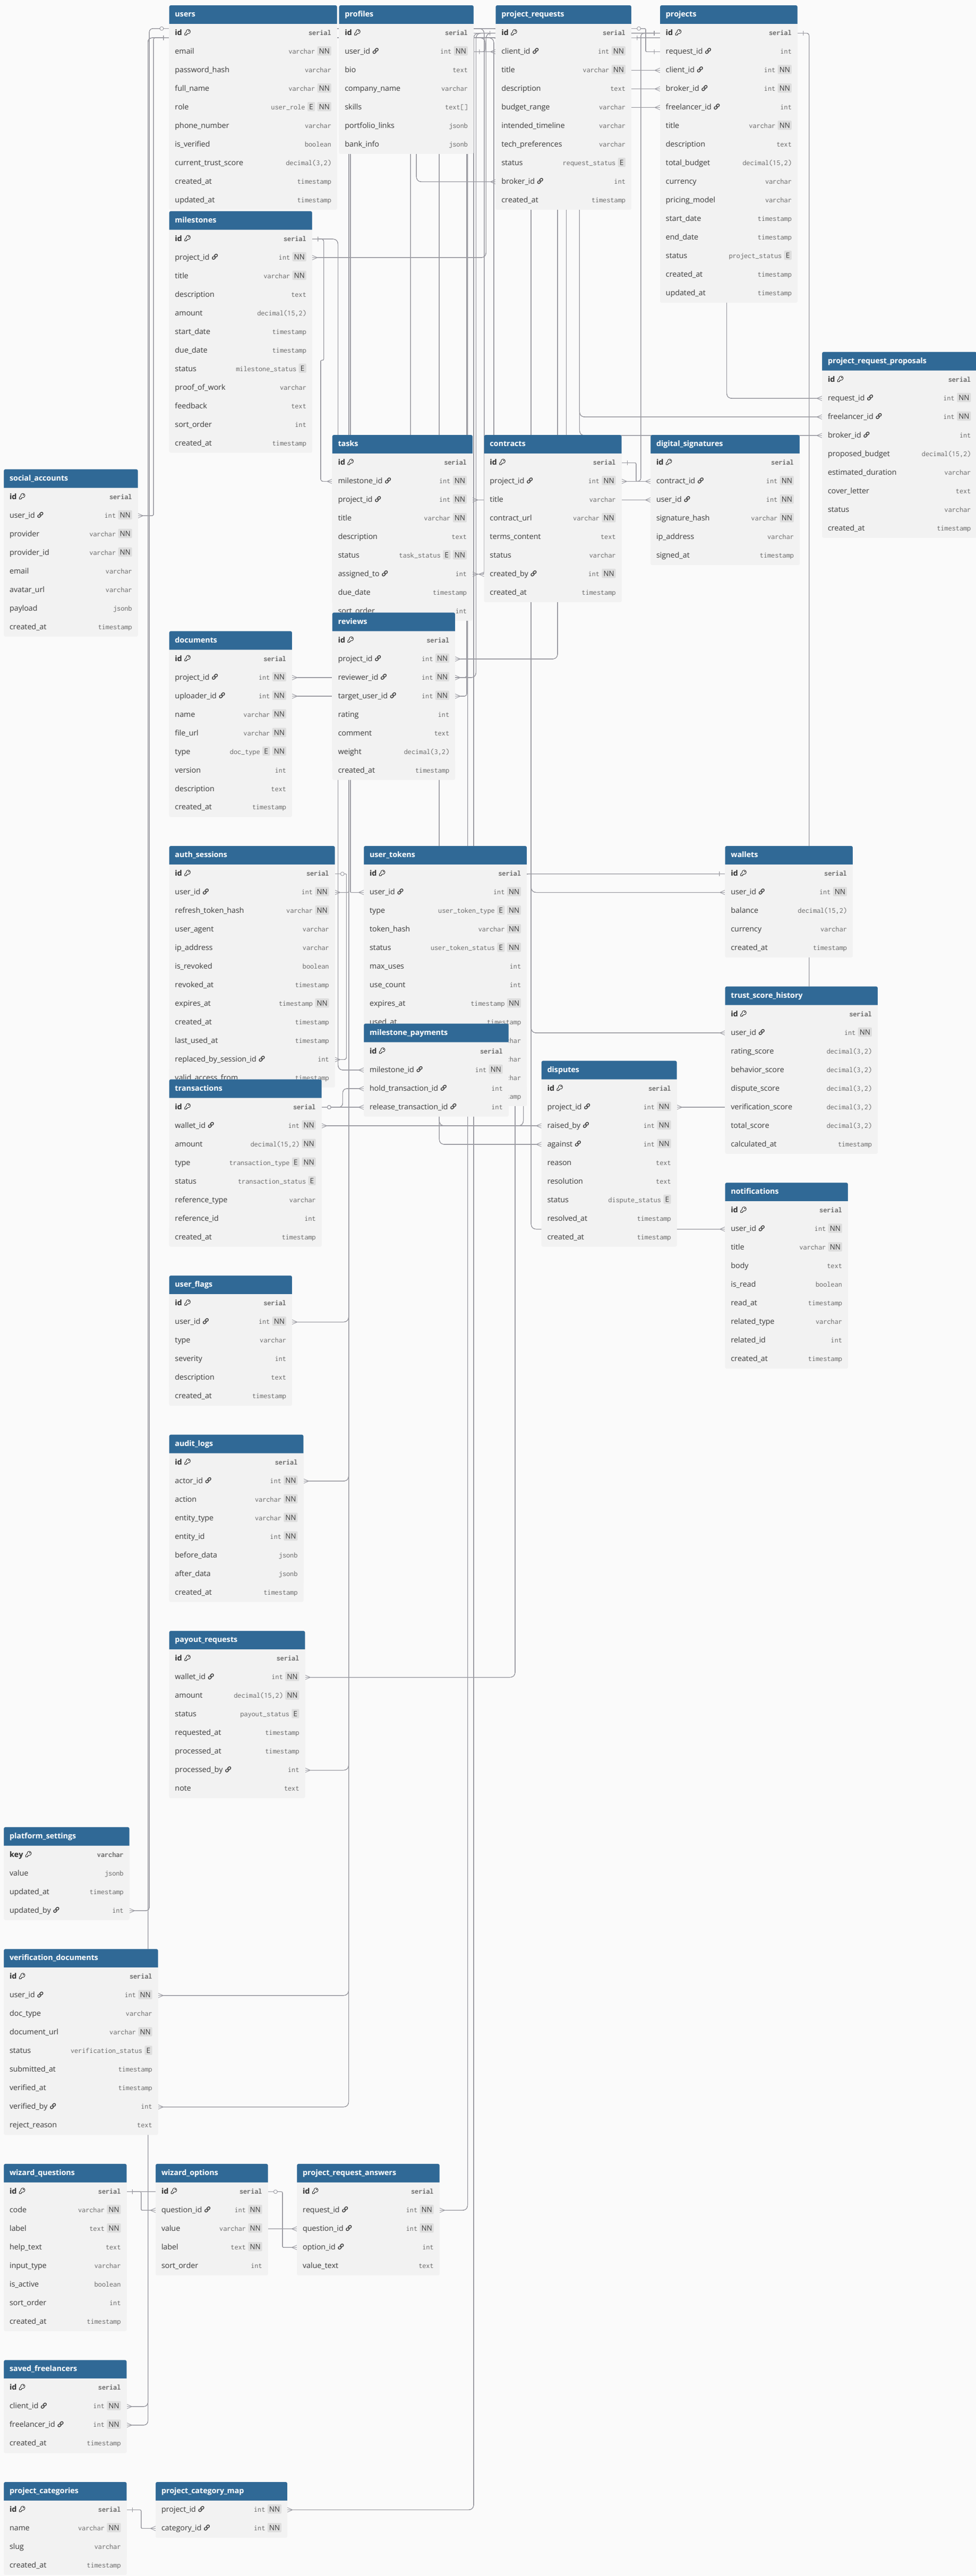 users
id serial
email varchar NN
password_hash varchar
full_name varchar NN
role user_role E NN
phone_number varchar
is_verified boolean
current_trust_score decimal(3,2)
created_at timestamp
updated_at timestamp
profiles
id serial
user_id int NN
bio text
company_name varchar
skills text[]
portfolio_links jsonb
bank_info jsonb
project_requests
id serial
client_id int NN
title varchar NN
description text
budget_range varchar
intended_timeline varchar
tech_preferences varchar
status request_status E
broker_id int
created_at timestamp
projects
id serial
request_id int
client_id int NN
broker_id int NN
freelancer_id int
title varchar NN
description text
total_budget decimal(15,2)
currency varchar
pricing_model varchar
start_date timestamp
end_date timestamp
status project_status E
created_at timestamp
updated_at timestamp
milestones
id serial
project_id int NN
title varchar NN
description text
amount decimal(15,2)
start_date timestamp
due_date timestamp
status milestone_status E
proof_of_work varchar
feedback text
sort_order int
created_at timestamp
project_request_proposals
id serial
request_id int NN
freelancer_id int NN
broker_id int
proposed_budget decimal(15,2)
estimated_duration varchar
cover_letter text
status varchar
created_at timestamp
tasks
id serial
milestone_id int NN
project_id int NN
title varchar NN
description text
status task_status E NN
assigned_to int
due_date timestamp
sort_order int
contracts
id serial
project_id int NN
title varchar
contract_url varchar NN
terms_content text
status varchar
created_by int NN
created_at timestamp
digital_signatures
id serial
contract_id int NN
user_id int NN
signature_hash varchar NN
ip_address varchar
signed_at timestamp
social_accounts
id serial
user_id int NN
provider varchar NN
provider_id varchar NN
email varchar
avatar_url varchar
payload jsonb
created_at timestamp
documents
id serial
project_id int NN
uploader_id int NN
name varchar NN
file_url varchar NN
type doc_type E NN
version int
description text
created_at timestamp
reviews
id serial
project_id int NN
reviewer_id int NN
target_user_id int NN
rating int
comment text
weight decimal(3,2)
created_at timestamp
auth_sessions
id serial
user_id int NN
refresh_token_hash varchar NN
user_agent varchar
ip_address varchar
is_revoked boolean
revoked_at timestamp
expires_at timestamp NN
created_at timestamp
last_used_at timestamp
replaced_by_session_id int
valid_access_from timestamp
user_tokens
id serial
user_id int NN
type user_token_type E NN
token_hash varchar NN
status user_token_status E NN
max_uses int
use_count int
expires_at timestamp NN
used_at timestamp
milestone_payments
id serial
milestone_id int NN
hold_transaction_id int
release_transaction_id int
wallets
id serial
user_id int NN
balance decimal(15,2)
currency varchar
created_at timestamp
trust_score_history
id serial
user_id int NN
rating_score decimal(3,2)
behavior_score decimal(3,2)
dispute_score decimal(3,2)
verification_score decimal(3,2)
total_score decimal(3,2)
calculated_at timestamp
transactions
id serial
wallet_id int NN
amount decimal(15,2) NN
type transaction_type E NN
status transaction_status E
reference_type varchar
reference_id int
created_at timestamp
disputes
id serial
project_id int NN
raised_by int NN
against int NN
reason text
resolution text
status dispute_status E
resolved_at timestamp
created_at timestamp
notifications
id serial
user_id int NN
title varchar NN
body text
is_read boolean
read_at timestamp
related_type varchar
related_id int
created_at timestamp
user_flags
id serial
user_id int NN
type varchar
severity int
description text
created_at timestamp
audit_logs
id serial
actor_id int NN
action varchar NN
entity_type varchar NN
entity_id int NN
before_data jsonb
after_data jsonb
created_at timestamp
payout_requests
id serial
wallet_id int NN
amount decimal(15,2) NN
status payout_status E
requested_at timestamp
processed_at timestamp
processed_by int
note text
platform_settings
key varchar
value jsonb
updated_at timestamp
updated_by int
verification_documents
id serial
user_id int NN
doc_type varchar
document_url varchar NN
status verification_status E
submitted_at timestamp
verified_at timestamp
verified_by int
reject_reason text
wizard_questions
id serial
code varchar NN
label text NN
help_text text
input_type varchar
is_active boolean
sort_order int
created_at timestamp
wizard_options
id serial
question_id int NN
value varchar NN
label text NN
sort_order int
project_request_answers
id serial
request_id int NN
question_id int NN
option_id int
value_text text
saved_freelancers
id serial
client_id int NN
freelancer_id int NN
created_at timestamp
project_categories
id serial
name varchar NN
slug varchar
created_at timestamp
project_category_map
project_id int NN
category_id int NN